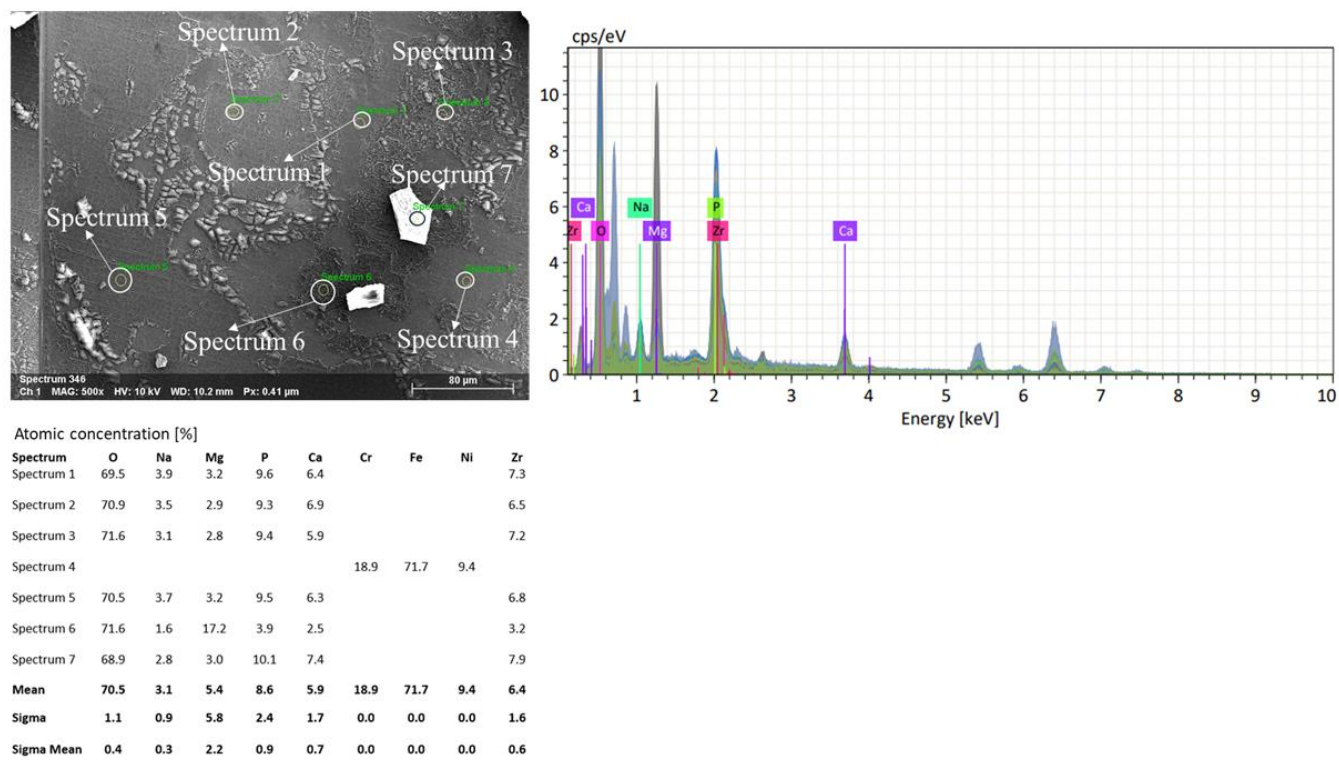 Spectrum 2
Spectrum 3
Spectrum 1
Spectrum 7
Spectrum 5
Spectrum 5
Spectrum 6
Spectrum 6
Spectrum 4
Spectrum 346
Ch 1 MAG: 500x HV: 10 kV WD: 10.2 mm Px: 0.41 µm
80 µm
cps/eV
10
8
6
4
2
0
Ca Na P Ca
Zr O Mg Zr
1 2 3 4 5 6 7 8 9 10
Energy [keV]
Atomic concentration [%]
Spectrum O Na Mg P Ca Cr Fe Ni Zr
Spectrum 1 69.5 3.9 3.2 9.6 6.4 7.3
Spectrum 2 70.9 3.5 2.9 9.3 6.9 6.5
Spectrum 3 71.6 3.1 2.8 9.4 5.9 7.2
Spectrum 4 18.9 71.7 9.4
Spectrum 5 70.5 3.7 3.2 9.5 6.3 6.8
Spectrum 6 71.6 1.6 17.2 3.9 2.5 3.2
Spectrum 7 68.9 2.8 3.0 10.1 7.4 7.9
Mean 70.5 3.1 5.4 8.6 5.9 18.9 71.7 9.4 6.4
Sigma 1.1 0.9 5.8 2.4 1.7 0.0 0.0 0.0 1.6
Sigma Mean 0.4 0.3 2.2 0.9 0.7 0.0 0.0 0.0 0.6